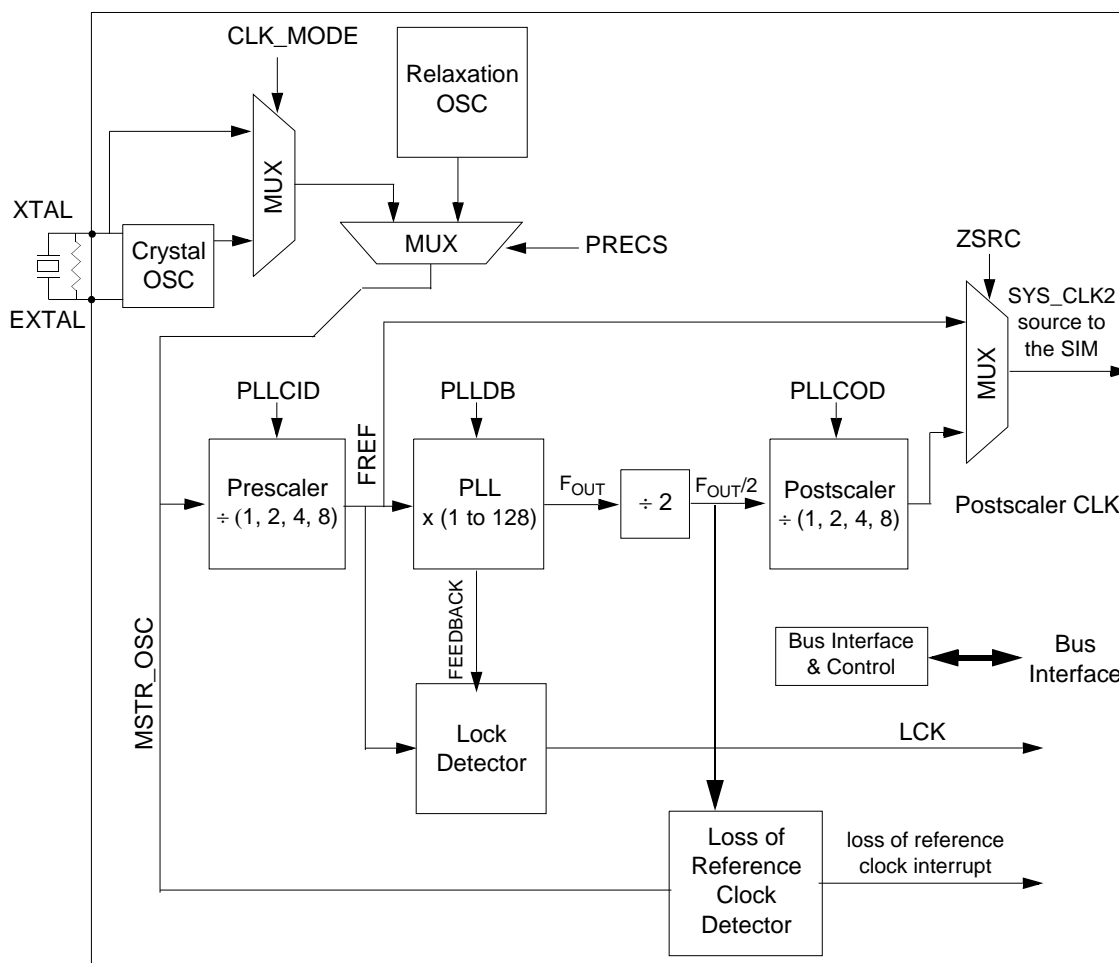 CLK_MODE
Relaxation
OSC
MUX
XTAL
Crystal
OSC
EXTAL
MUX
PRECS
ZSRC
MUX
SYS_CLK2
source to
the SIM
PLLCID
PLLDB
PLLCOD
FREF
Prescaler
÷ (1, 2, 4, 8)
PLL
x (1 to 128)
FOUT
÷ 2
FOUT/2
Postscaler
÷ (1, 2, 4, 8)
Postscaler CLK
FEEDBACK
MSTR_OSC
Bus Interface
& Control
Bus
Interface
Lock
Detector
LCK
Loss of
Reference
Clock
Detector
loss of reference
clock interrupt